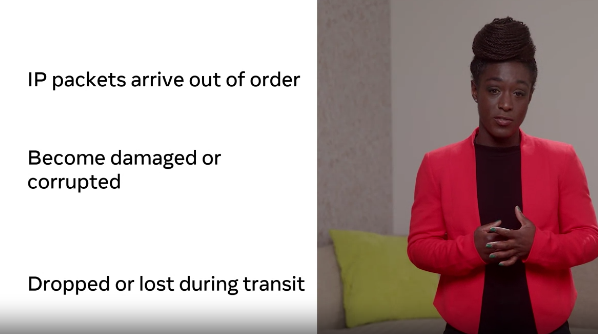 IP packets arrive out of order
Become damaged or
corrupted
Dropped or lost during transit